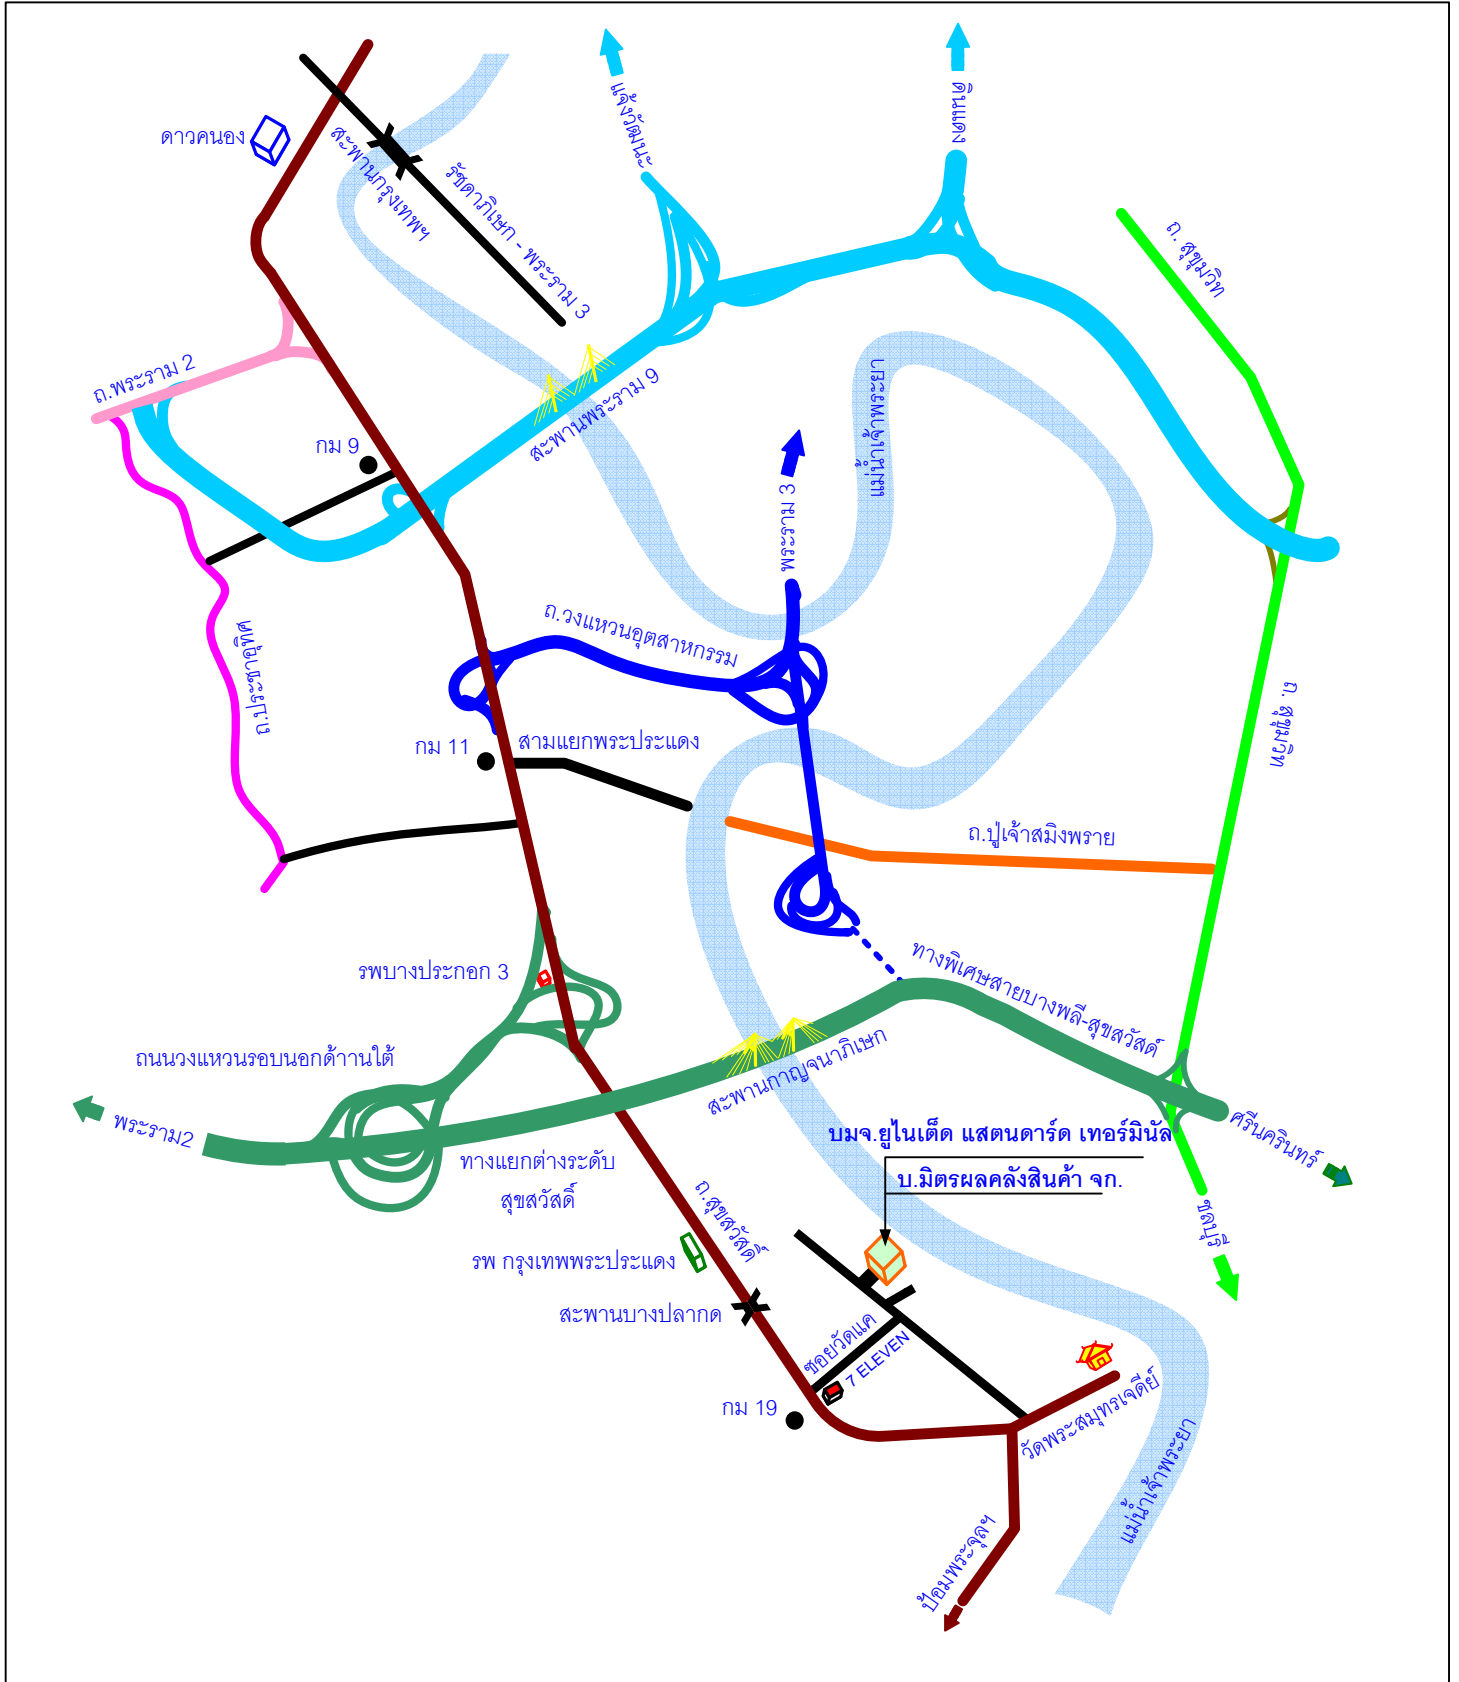 แจ้งวัฒนะ
ดินแดง
ดาวคนอง
สะพานกรุงเทพฯ
รัชดาภิเษก - พระราม 3
ถ. สุขุมวิท
ถ.พระราม 2
กม 9
สะพานพระราม 9
แม่น้ำเจ้าพระยา
พระราม 3
ถ.ประชาอุทิศ
ถ.วงแหวนอุตสาหกรรม
ถ. สุขุมวิท
กม 11
สามแยกพระประแดง
ถ.ปู่เจ้าสมิงพราย
รพบางประกอก 3
ทางพิเศษสายบางพลี-สุขสวัสดิ์
ถนนวงแหวนรอบนอกด้านใต้
สะพานกาญจนาภิเษก
พระราม2
ศรีนครินทร์
บมจ.ยูไนเต็ด แสตนดาร์ด เทอร์มินัล
บ.มิตรผลคลังสินค้า จก.
ทางแยกต่างระดับ
สุขสวัสดิ์
ถ.สุขสวัสดิ์
ชลบุรี
รพ กรุงเทพพระประแดง
สะพานบางปลากด
ซอยวัดแค
7 ELEVEN
กม 19
วัดพระสมุทรเจดีย์
แม่น้ำเจ้าพระยา
ป้อมพระจุลฯ